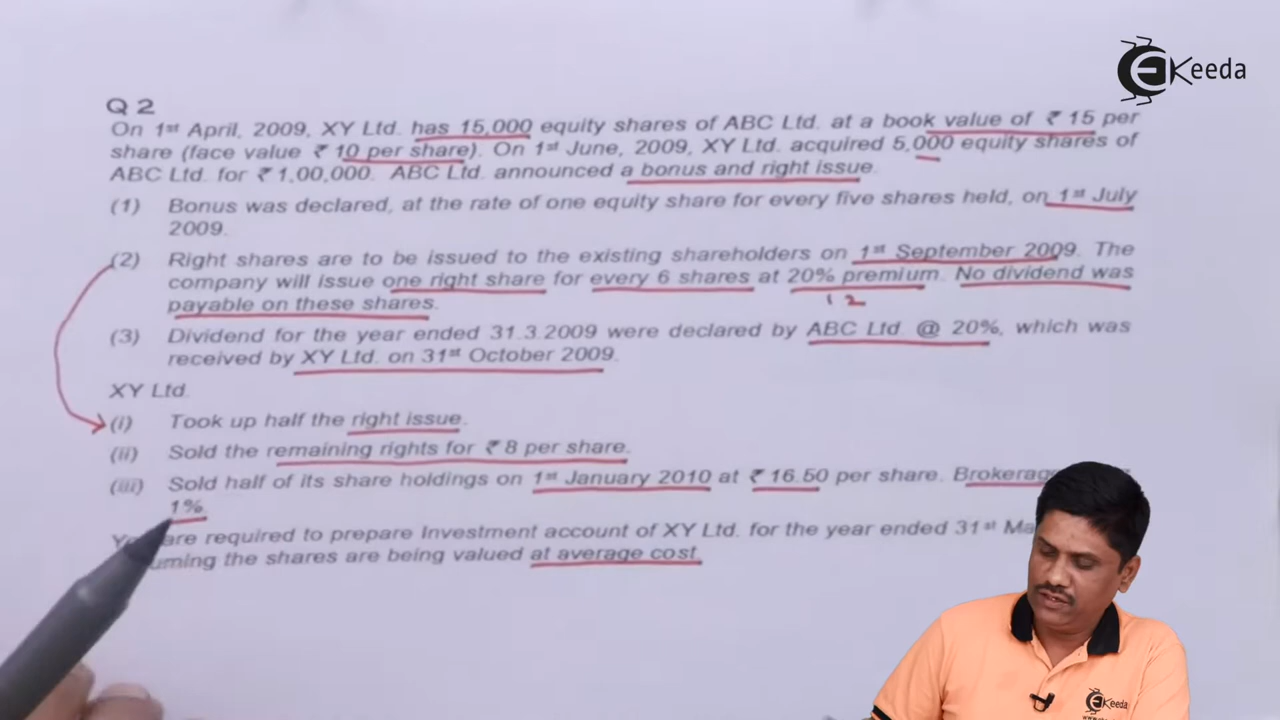 EKeeda
Q 2
On 1st April, 2009, XY Ltd. has 15,000 equity shares of ABC Ltd. at a book value of ₹ 15 per
share (face value ₹ 10 per share). On 1st June, 2009, XY Ltd. acquired 5,000 equity shares of
ABC Ltd. for ₹ 1,00,000. ABC Ltd. announced a bonus and right issue.
(1) Bonus was declared, at the rate of one equity share for every five shares held, on 1st July
2009.
(2) Right shares are to be issued to the existing shareholders on 1st September 2009. The
company will issue one right share for every 6 shares at 20% premium. No dividend was
12
payable on these shares.
(3) Dividend for the year ended 31.3.2009 were declared by ABC Ltd. @ 20%, which was
received by XY Ltd. on 31st October 2009.
XY Ltd.
(i) Took up half the right issue.
(ii) Sold the remaining rights for ₹ 8 per share.
(iii) Sold half of its share holdings on 1st January 2010 at ₹ 16.50 per share.
1%.
are required to prepare Investment account of XY Ltd. for the year ended 31st
the shares are being valued at average cost.
EKeeda